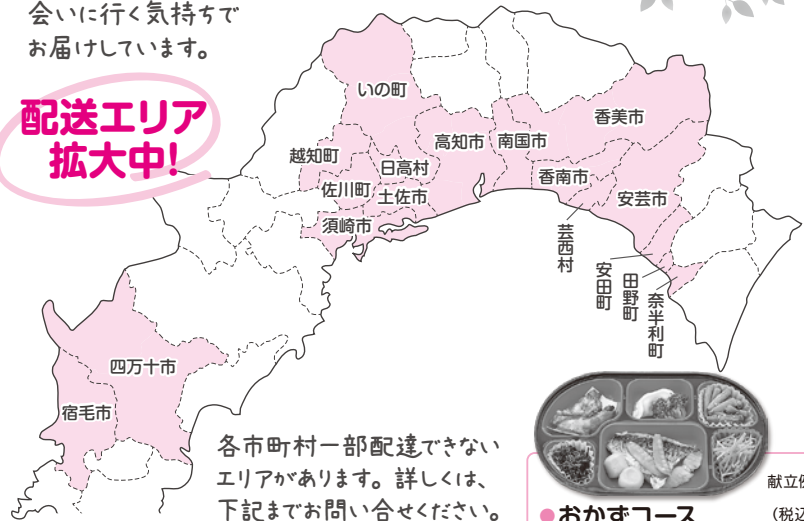 会いに行く気持ちで
お届けしています。
配送エリア
拡大中!
いの町
香美市
高知市
南国市
越知町
日高村
香南市
佐川町
土佐市
安芸市
須崎市
芸西村
安田町
田野町
奈半利町
四万十市
宿毛市
各市町村一部配達できない
エリアがあります。詳しくは、
下記までお問い合せください。
献立例
●おかずコース
(税込